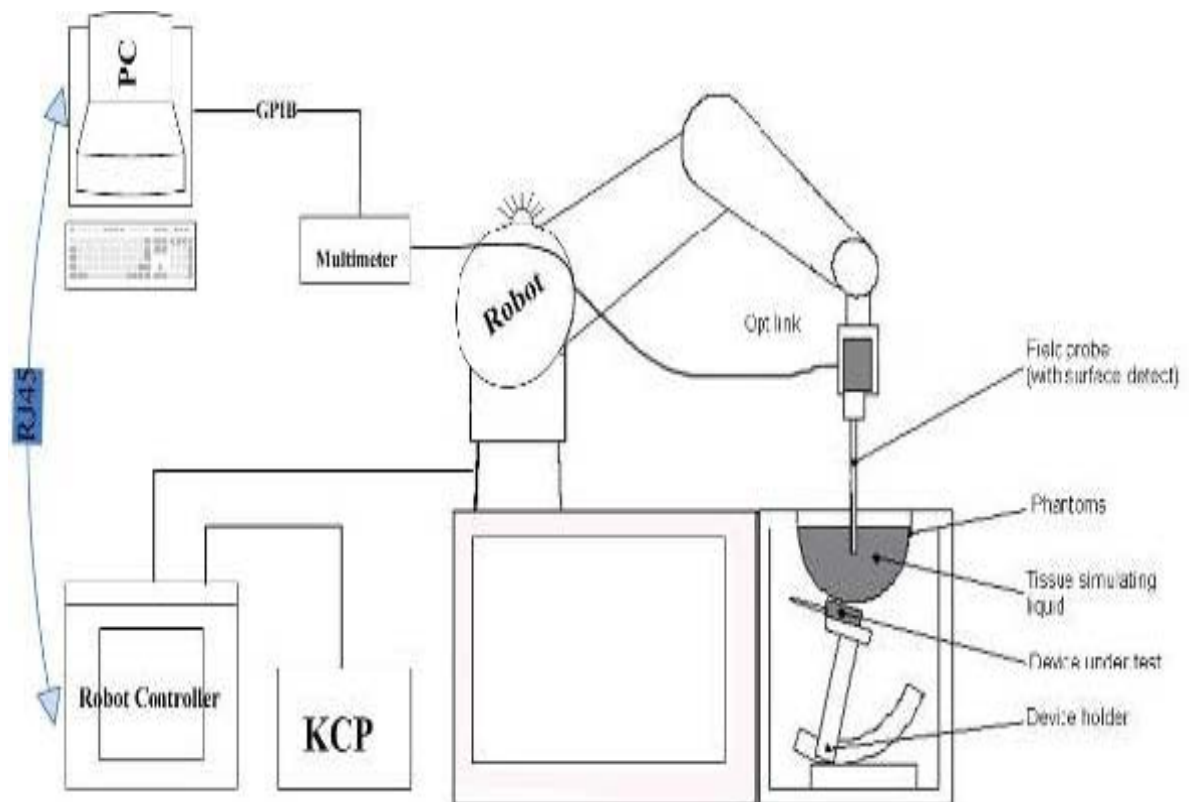 PC
GPIB
Multimeter
Robot
Opt link
Field probe
(with surface detect)
RJ45
Phantoms
Tissue simulating
liquid
Device under test
Device holder
Robot Controller
KCP